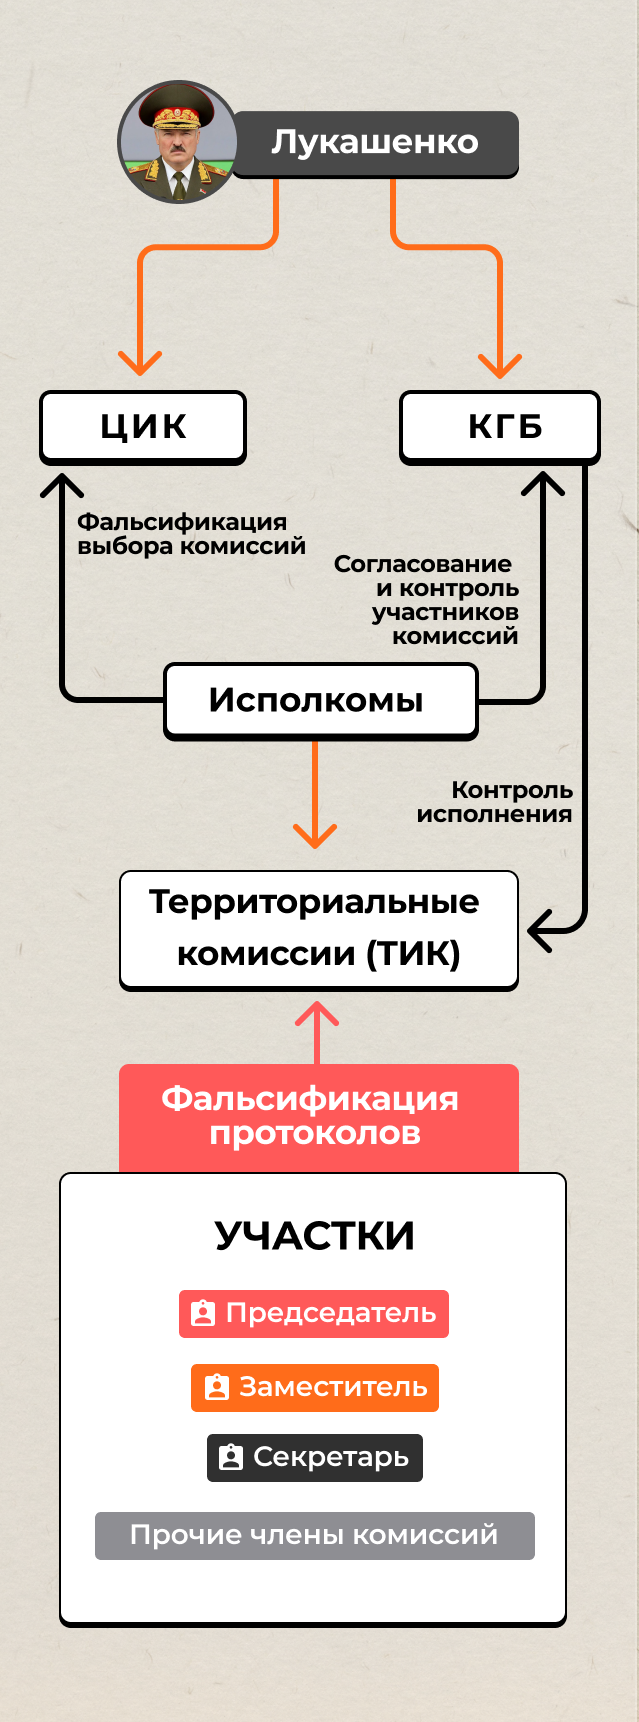 Лукашенко
ЦИК
КГБ
Фальсификация
выбора комиссий
Согласование
и контроль
участников
комиссий
Исполкомы
Контроль
исполнения
Территориальные
комиссии (ТИК)
Фальсификация
протоколов
УЧАСТКИ
Председатель
Заместитель
Секретарь
Прочие члены комиссий